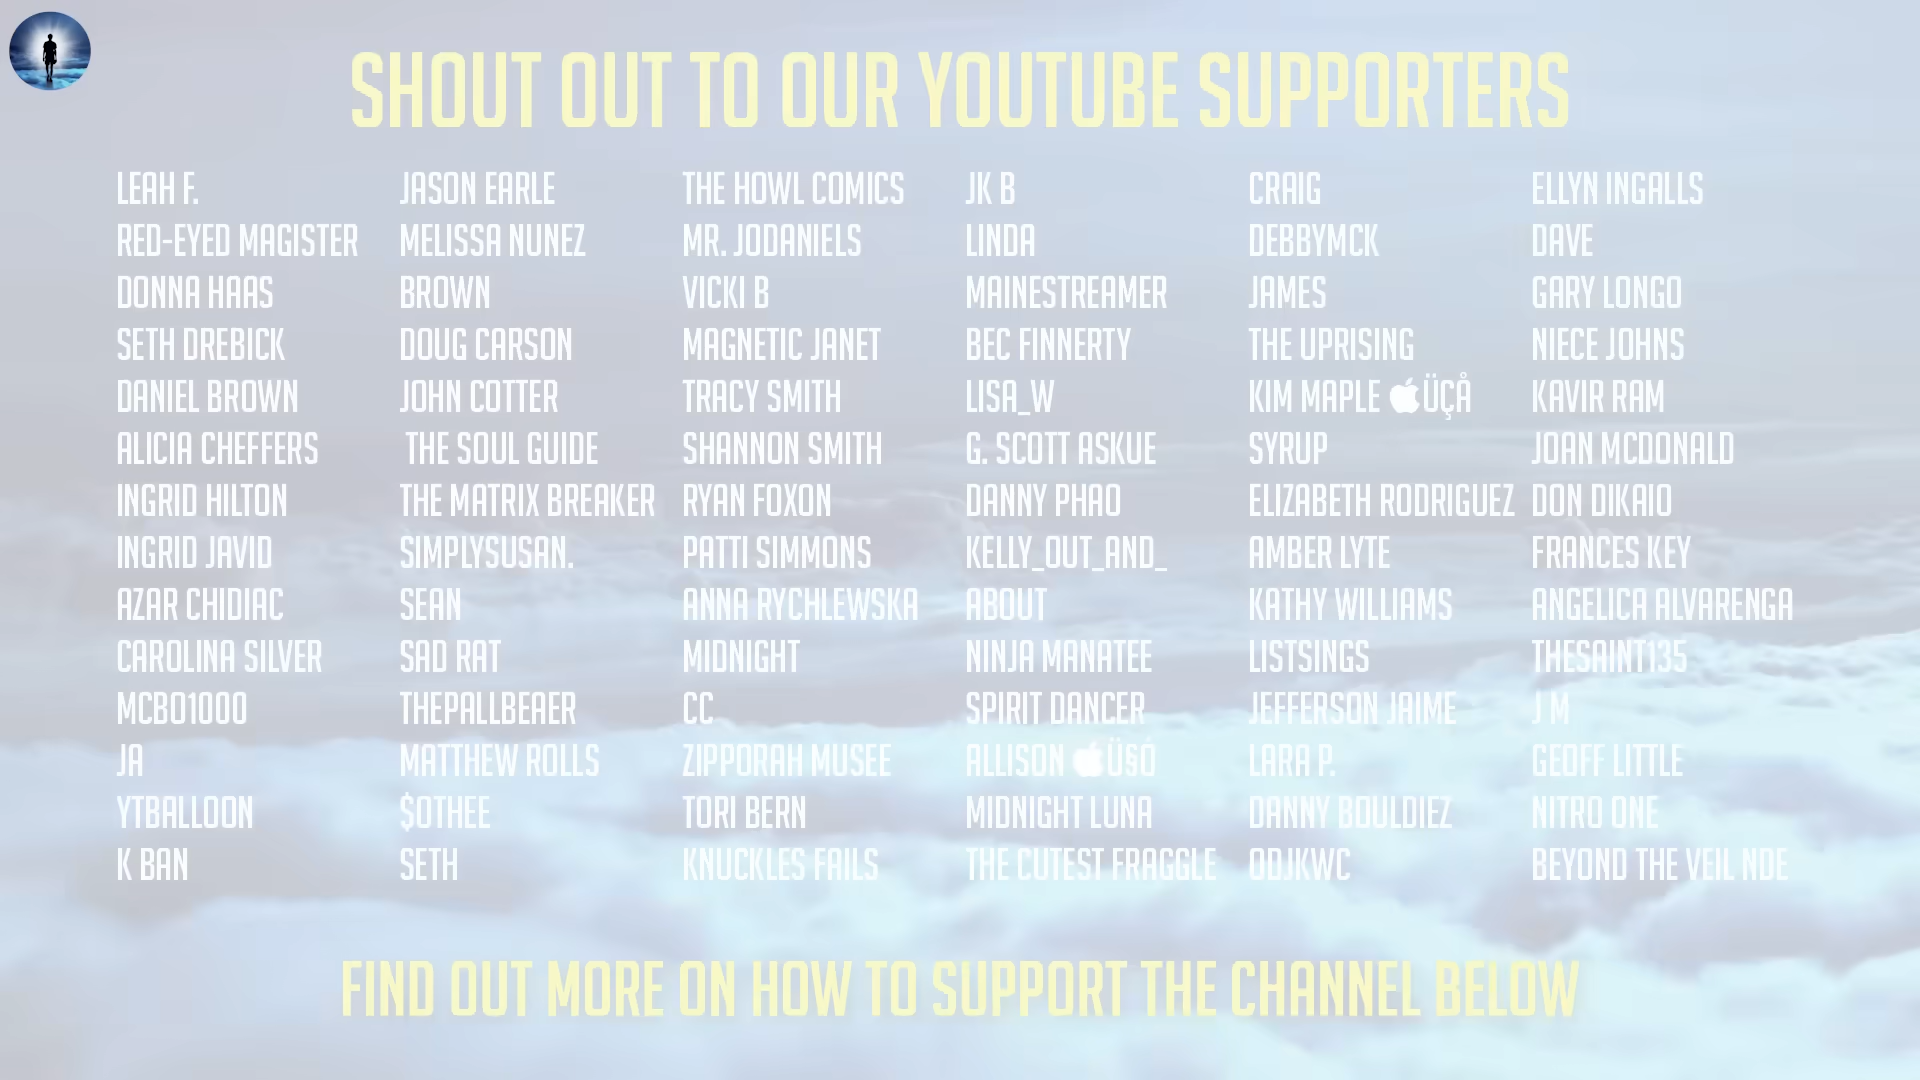 SHOUT OUT TO OUR YOUTUBE SUPPORTERS
LEAH F.
RED-EYED MAGISTER
DONNA HAAS
SETH DREBICK
DANIEL BROWN
ALICIA CHEFFERS
INGRID HILTON
INGRID JAVID
AZAR CHIDIAC
CAROLINA SILVER
MCBO1000
JA
YTBALLOON
K BAN
JASON EARLE
MELISSA NUNEZ
BROWN
DOUG CARSON
JOHN COTTER
THE SOUL GUIDE
THE MATRIX BREAKER
SIMPLYSUSAN.
SEAN
SAD RAT
THEPALLBEAER
MATTHEW ROLLS
$OTHEE
SETH
THE HOWL COMICS
MR. JODANIELS
VICKI B
MAGNETIC JANET
TRACY SMITH
SHANNON SMITH
RYAN FOXON
PATTI SIMMONS
ANNA RYCHLEWSKA
MIDNIGHT
CC
ZIPPORAH MUSEE
TORI BERN
KNUCKLES FAILS
JK B
LINDA
MAINESTREAMER
BEC FINNERTY
LISA_W
G. SCOTT ASKUE
DANNY PHAO
KELLY_OUT_AND_
ABOUT
NINJA MANATEE
SPIRIT DANCER
ALLISON ÜSÓ
MIDNIGHT LUNA
THE CUTEST FRAGGLE
CRAIG
DEBBYMCK
JAMES
THE UPRISING
KIM MAPLE ÜÇÅ
SYRUP
ELIZABETH RODRIGUEZ
AMBER LYTE
KATHY WILLIAMS
LISTSINGS
JEFFERSON JAIME
LARA P.
DANNY BOULDIEZ
ODJKWC
ELLYN INGALLS
DAVE
GARY LONGO
NIECE JOHNS
KAVIR RAM
JOAN MCDONALD
DON DIKAIO
FRANCES KEY
ANGELICA ALVARENGA
THESAINT135
J M
GEOFF LITTLE
NITRO ONE
BEYOND THE VEIL NDE
FIND OUT MORE ON HOW TO SUPPORT THE CHANNEL BELOW